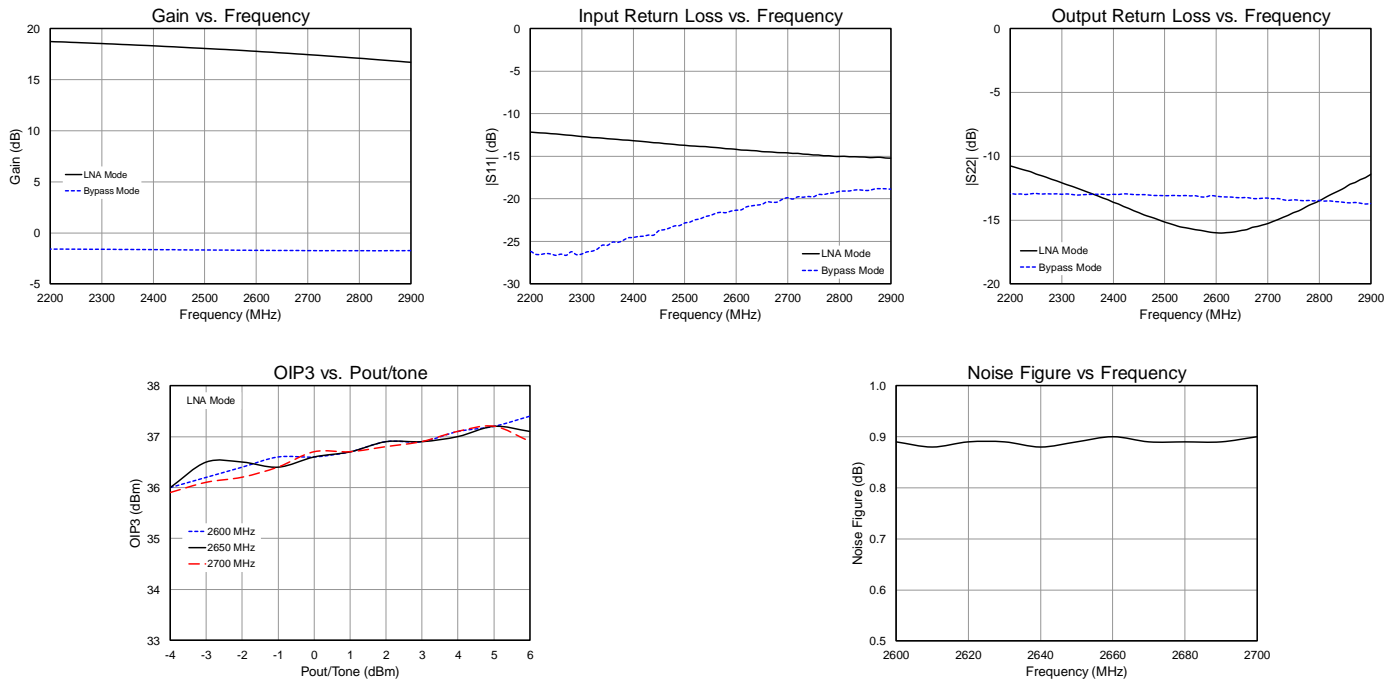 Gain vs. Frequency
20
15
10
5
0
-5
Gain (dB)
LNA Mode
Bypass Mode
2200 2300 2400 2500 2600 2700 2800 2900
Frequency (MHz)
Input Return Loss vs. Frequency
0
-5
-10
-15
-20
-25
-30
|S11| (dB)
LNA Mode
Bypass Mode
2200 2300 2400 2500 2600 2700 2800 2900
Frequency (MHz)
Output Return Loss vs. Frequency
0
-5
-10
-15
-20
|S22| (dB)
LNA Mode
Bypass Mode
2200 2300 2400 2500 2600 2700 2800 2900
Frequency (MHz)
OIP3 vs. Pout/tone
38
37
36
35
34
33
OIP3 (dBm)
LNA Mode
2600 MHz
2650 MHz
2700 MHz
-4 -3 -2 -1 0 1 2 3 4 5 6
Pout/Tone (dBm)
Noise Figure vs Frequency
1.0
0.9
0.8
0.7
0.6
0.5
Noise Figure (dB)
2600 2620 2640 2660 2680 2700
Frequency (MHz)